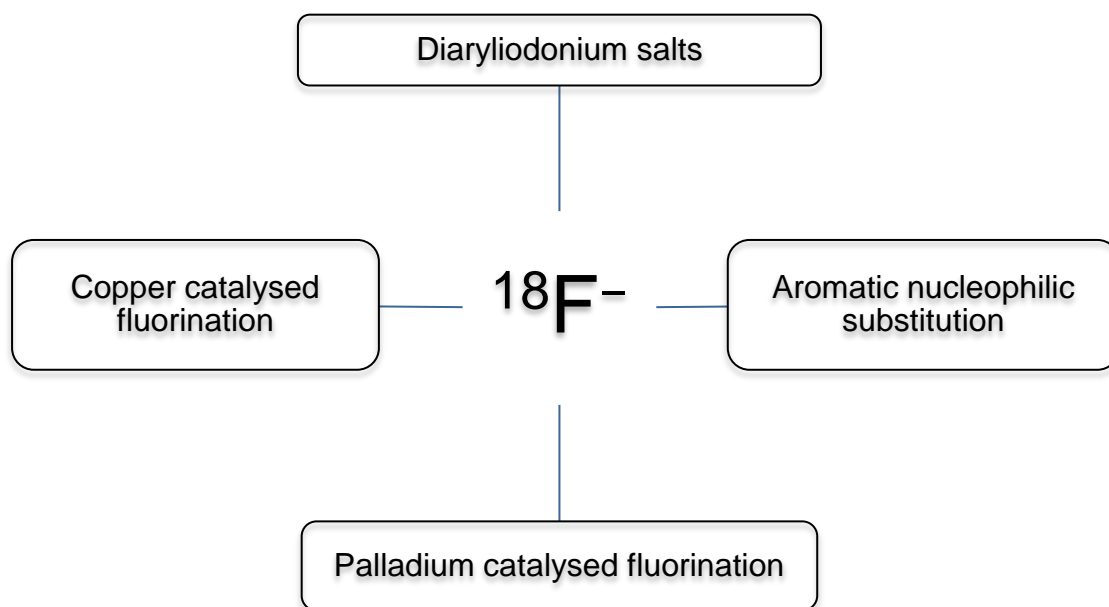 Diaryliodonium salts
Copper catalysed
fluorination
¹⁸F⁻
Aromatic nucleophilic
substitution
Palladium catalysed fluorination